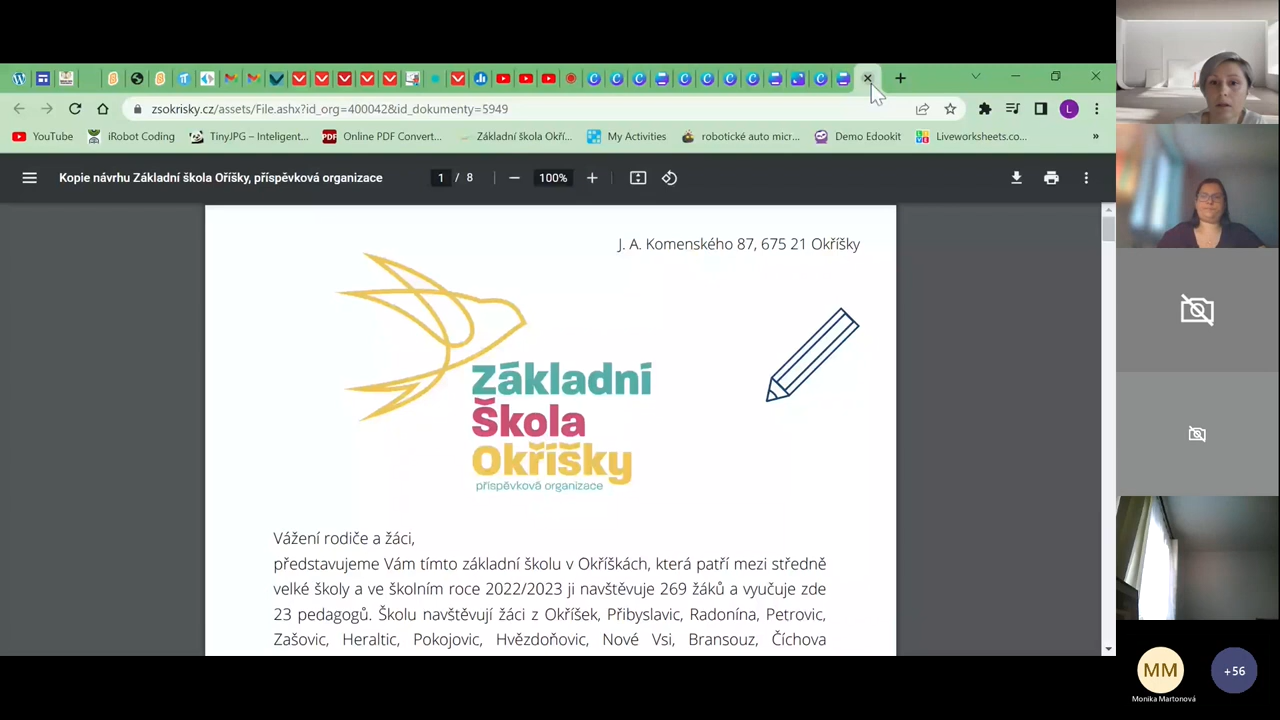 zsokrisky.cz/assets/File.ashx?id_org=400042&id_dokumenty=5949
YouTube
iRobot Coding
TinyJPG – Inteligent...
Online PDF Convert...
Základní škola Okří...
My Activities
robotické auto micr...
Demo Edookit
Liveworksheets.co...
»
Kopie návrhu Základní škola Oříšky, příspěvková organizace
1 / 8
100%
J. A. Komenského 87, 675 21 Okříšky
Základní
Škola
Okříšky
příspěvková organizace
Vážení rodiče a žáci,
představujeme Vám tímto základní školu v Okříškách, která patří mezi středně
velké školy a ve školním roce 2022/2023 ji navštěvuje 269 žáků a vyučuje zde
23 pedagogů. Školu navštěvují žáci z Okříšek, Přibyslavic, Radonína, Petrovic,
Zašovic, Heraltic, Pokojovic, Hvězdoňovic, Nové Vsi, Bransouz, Číchova
MM
Monika Martonová
+56
L